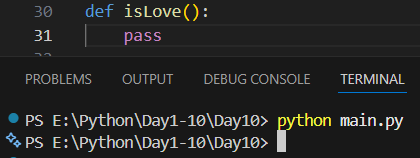 30 def isLove():
31 pass
32
PROBLEMS OUTPUT DEBUG CONSOLE TERMINAL
PS E:\Python\Day1-10\Day10> python main.py
PS E:\Python\Day1-10\Day10>